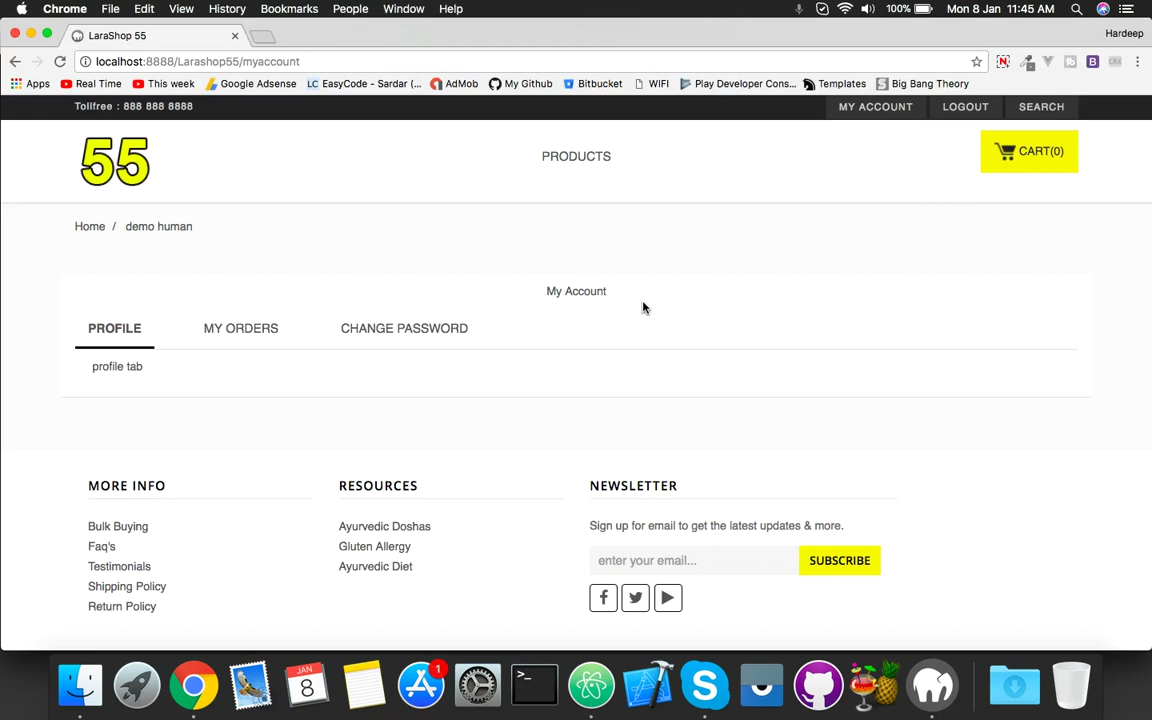 Chrome File Edit View History Bookmarks People Window Help 100% Mon 8 Jan 11:45 AM
LaraShop 55 Hardeep
localhost:8888/Larashop55/myaccount
Apps Real Time This week Google Adsense LC EasyCode - Sardar (... AdMob My Github Bitbucket WIFI Play Developer Cons... Templates Big Bang Theory
Tollfree : 888 888 8888 MY ACCOUNT LOGOUT SEARCH
55 PRODUCTS CART(0)
Home / demo human
My Account
PROFILE MY ORDERS CHANGE PASSWORD
profile tab
MORE INFO RESOURCES NEWSLETTER
Bulk Buying Ayurvedic Doshas Sign up for email to get the latest updates & more.
Faq's Gluten Allergy enter your email... SUBSCRIBE
Testimonials Ayurvedic Diet
Shipping Policy
Return Policy
JAN
8
1